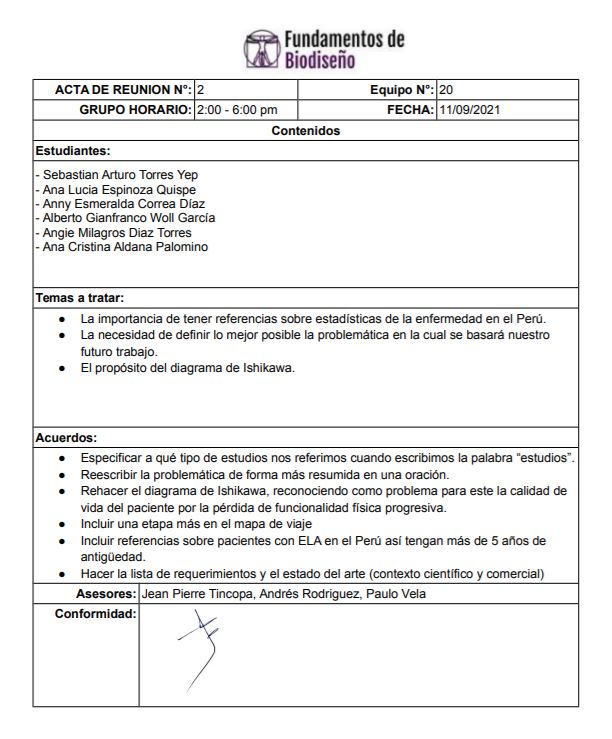 Fundamentos de
Biodiseño
ACTA DE REUNION N°: 2 Equipo N°: 20
GRUPO HORARIO: 2:00 - 6:00 pm FECHA: 11/09/2021
Contenidos
Estudiantes:
- Sebastian Arturo Torres Yep
- Ana Lucia Espinoza Quispe
- Anny Esmeralda Correa Díaz
- Alberto Gianfranco Woll García
- Angie Milagros Diaz Torres
- Ana Cristina Aldana Palomino
Temas a tratar:
● La importancia de tener referencias sobre estadísticas de la enfermedad en el Perú.
● La necesidad de definir lo mejor posible la problemática en la cual se basará nuestro
futuro trabajo.
● El propósito del diagrama de Ishikawa.
Acuerdos:
● Especificar a qué tipo de estudios nos referimos cuando escribimos la palabra “estudios”.
● Reescribir la problemática de forma más resumida en una oración.
● Rehacer el diagrama de Ishikawa, reconociendo como problema para este la calidad de
vida del paciente por la pérdida de funcionalidad física progresiva.
● Incluir una etapa más en el mapa de viaje
● Incluir referencias sobre pacientes con ELA en el Perú así tengan más de 5 años de
antigüedad.
● Hacer la lista de requerimientos y el estado del arte (contexto científico y comercial)
Asesores: Jean Pierre Tincopa, Andrés Rodriguez, Paulo Vela
Conformidad: